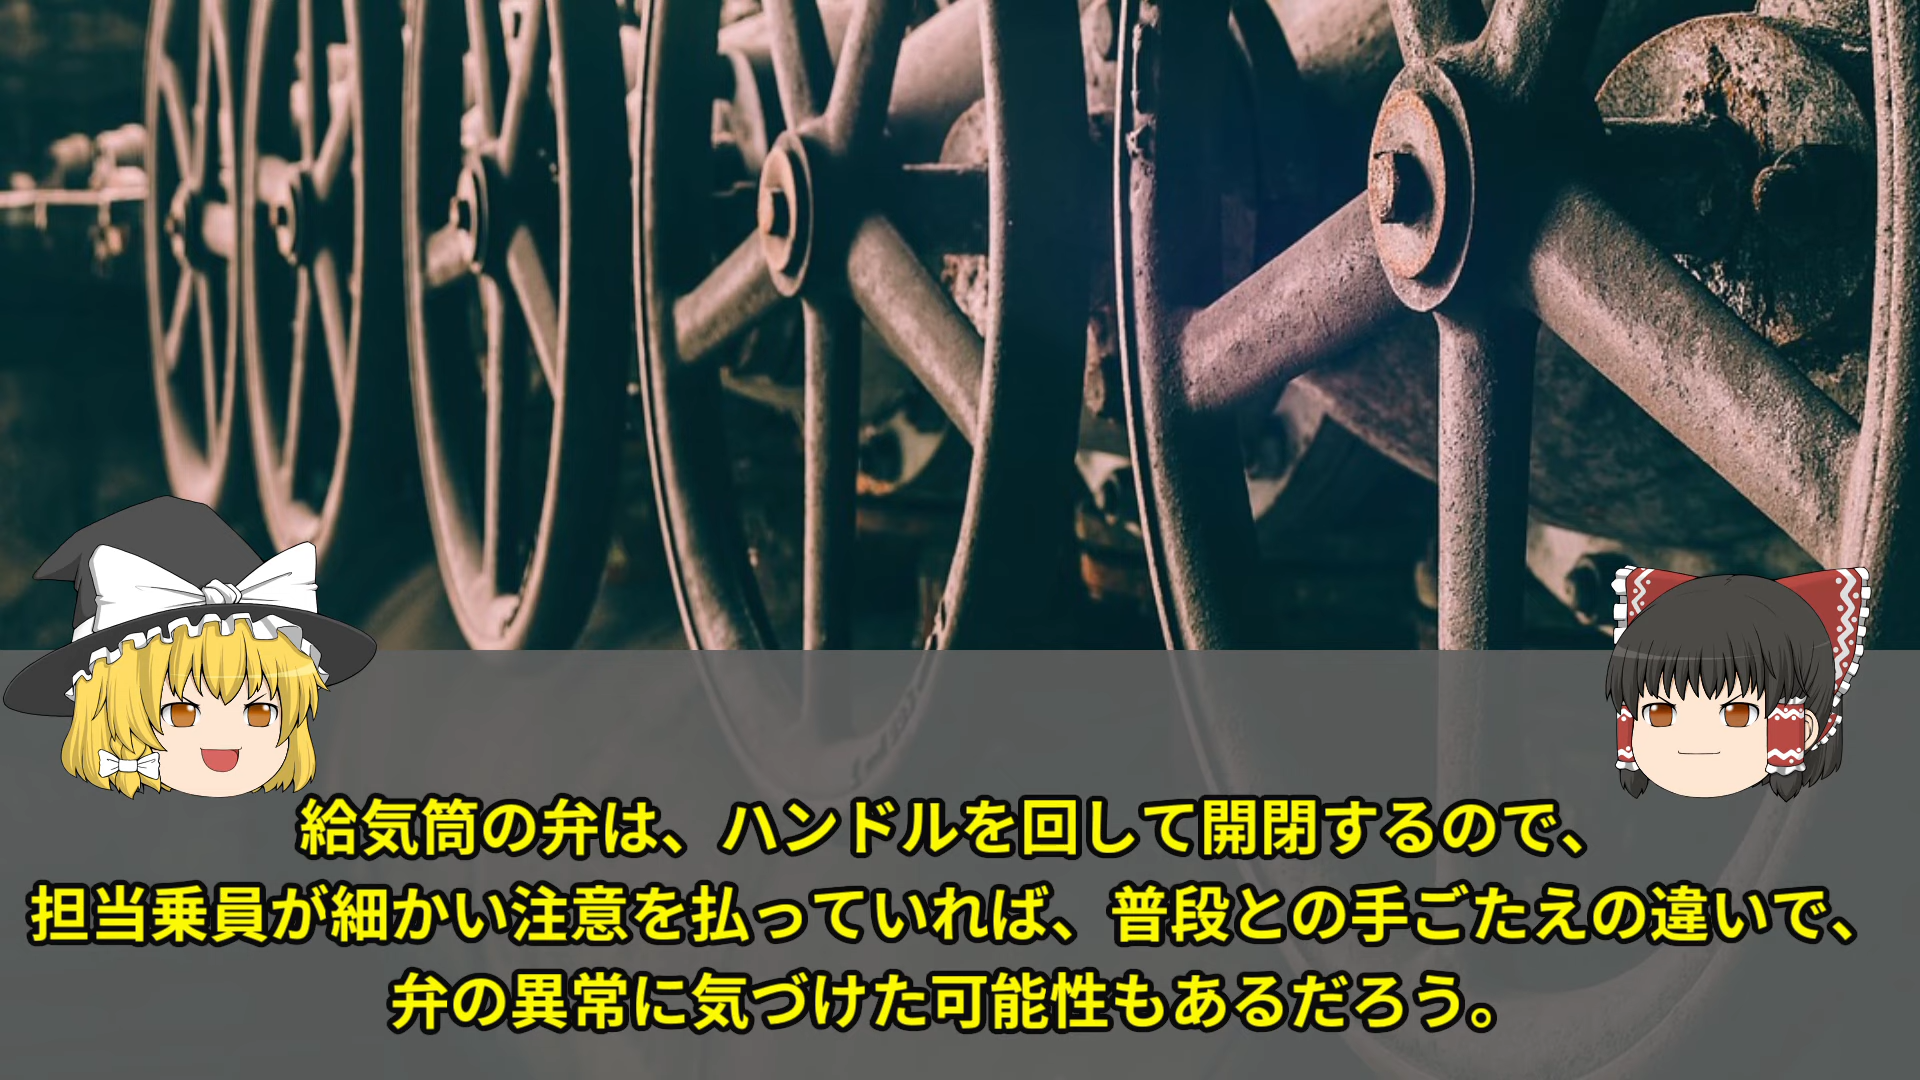 給気筒の弁は、ハンドルを回して開閉するので、
担当乗員が細かい注意を払っていれば、普段との手ごたえの違いで、
弁の異常に気づけた可能性もあるだろう。